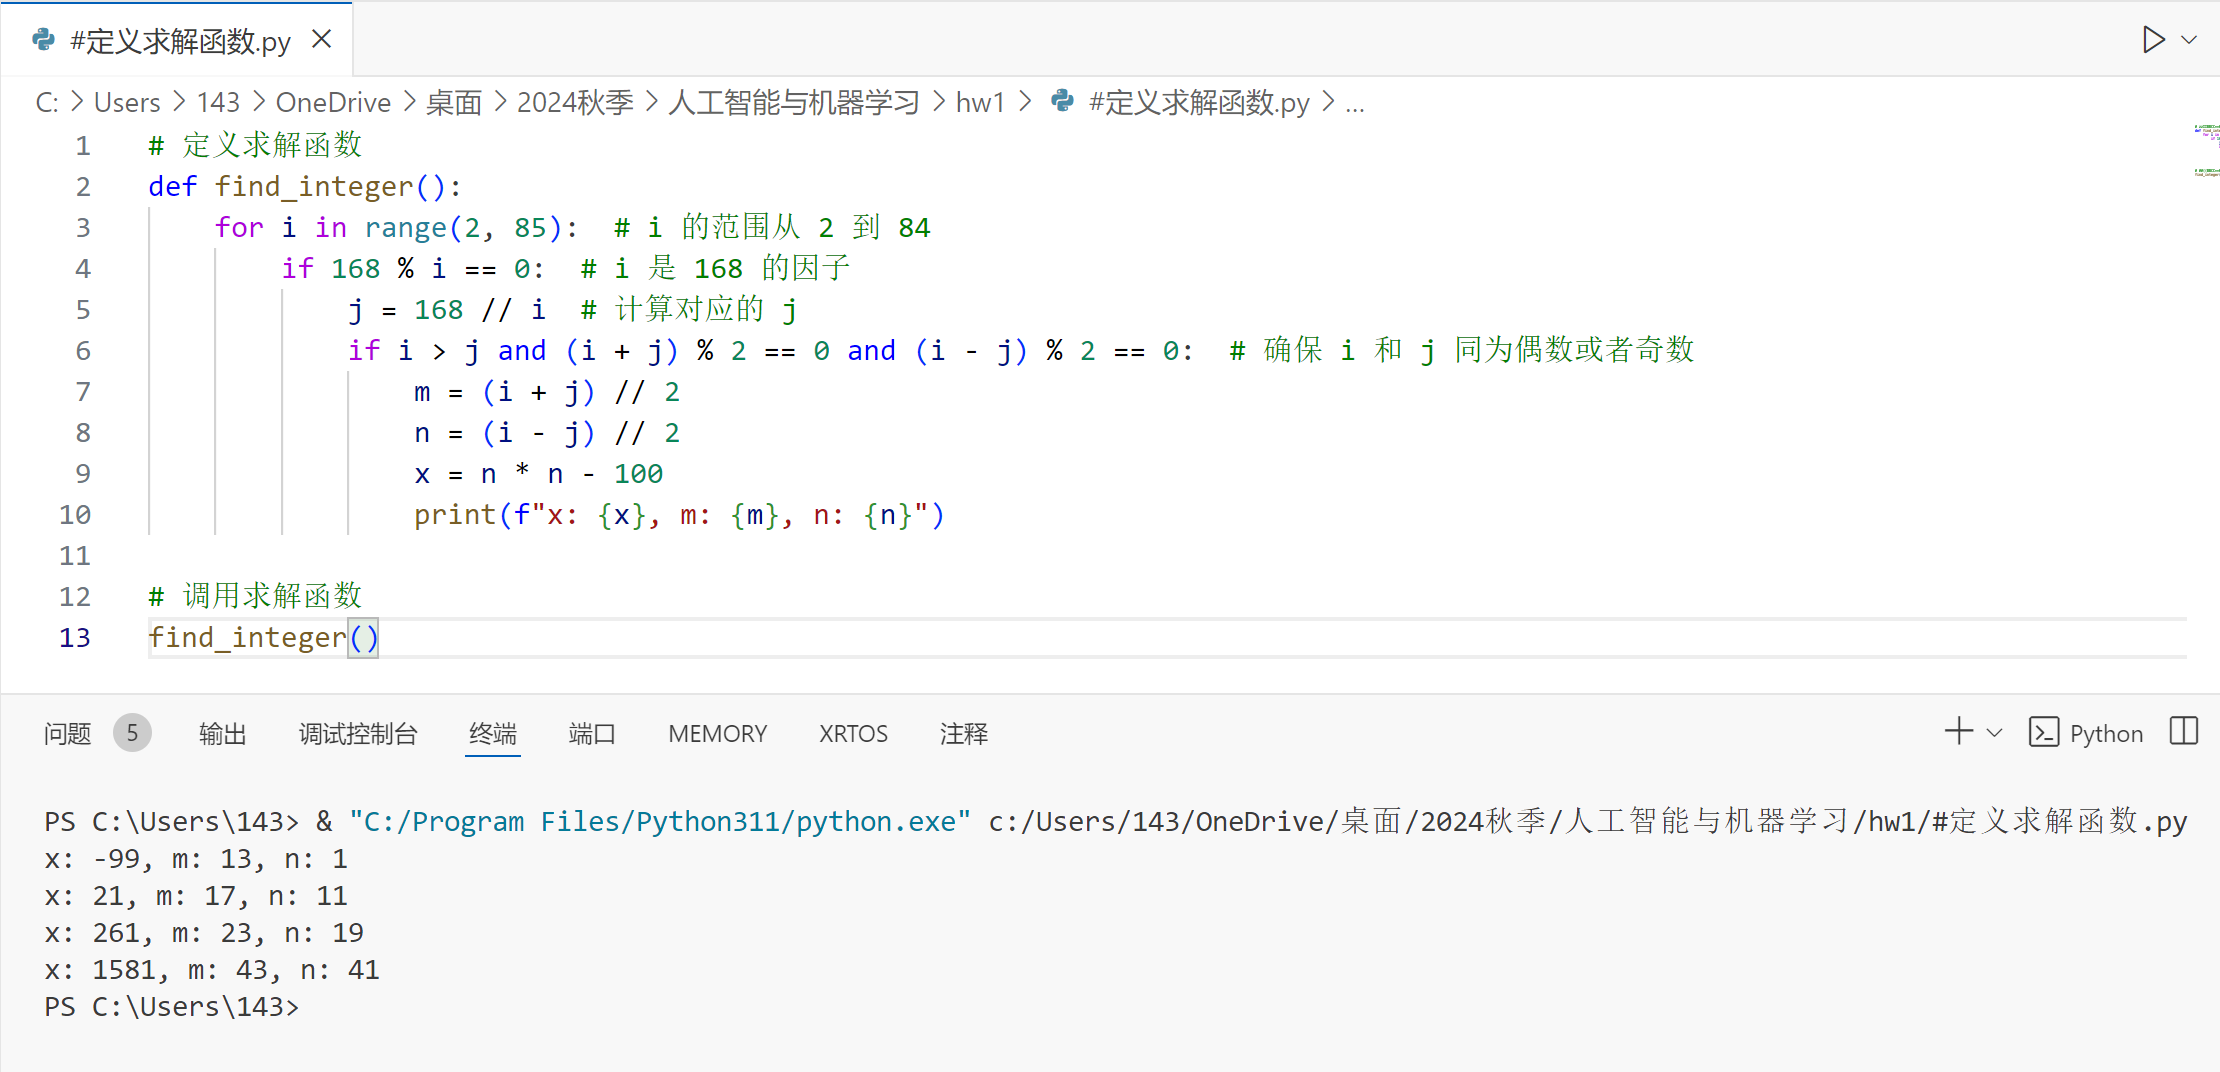 #定义求解函数.py
C: > Users > 143 > OneDrive > 桌面 > 2024秋季 > 人工智能与机器学习 > hw1 > #定义求解函数.py > ...
1 # 定义求解函数
2 def find_integer():
3     for i in range(2, 85):  # i 的范围从 2 到 84
4         if 168 % i == 0:  # i 是 168 的因子
5             j = 168 // i  # 计算对应的 j
6             if i > j and (i + j) % 2 == 0 and (i - j) % 2 == 0:  # 确保 i 和 j 同为偶数或者奇数
7                 m = (i + j) // 2
8                 n = (i - j) // 2
9                 x = n * n - 100
10                 print(f"x: {x}, m: {m}, n: {n}")
11
12 # 调用求解函数
13 find_integer()
问题 5 输出 调试控制台 终端 端口 MEMORY XRTOS 注释 Python
PS C:\Users\143> & "C:/Program Files/Python311/python.exe" c:/Users/143/OneDrive/桌面/2024秋季/人工智能与机器学习/hw1/#定义求解函数.py
x: -99, m: 13, n: 1
x: 21, m: 17, n: 11
x: 261, m: 23, n: 19
x: 1581, m: 43, n: 41
PS C:\Users\143>